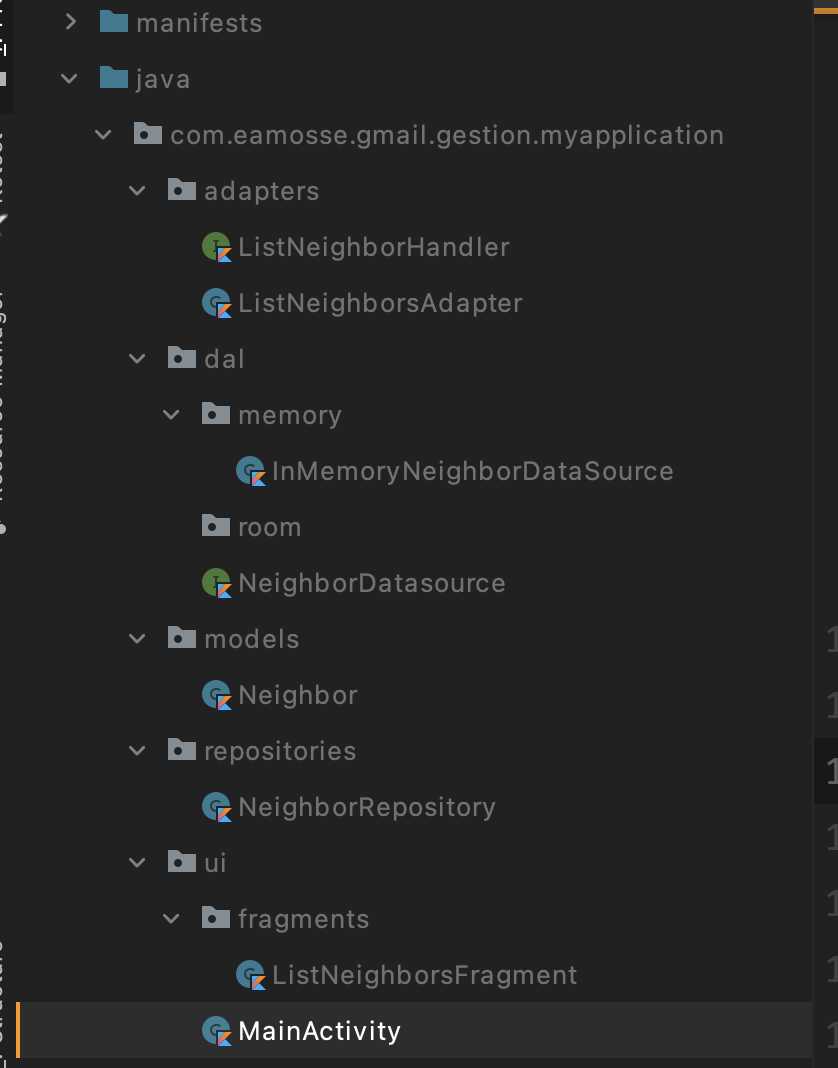 manifests
java
com.eamosse.gmail.gestion.myapplication
adapters
ListNeighborHandler
ListNeighborsAdapter
dal
memory
InMemoryNeighborDataSource
room
NeighborDatasource
models
Neighbor
repositories
NeighborRepository
ui
fragments
ListNeighborsFragment
MainActivity